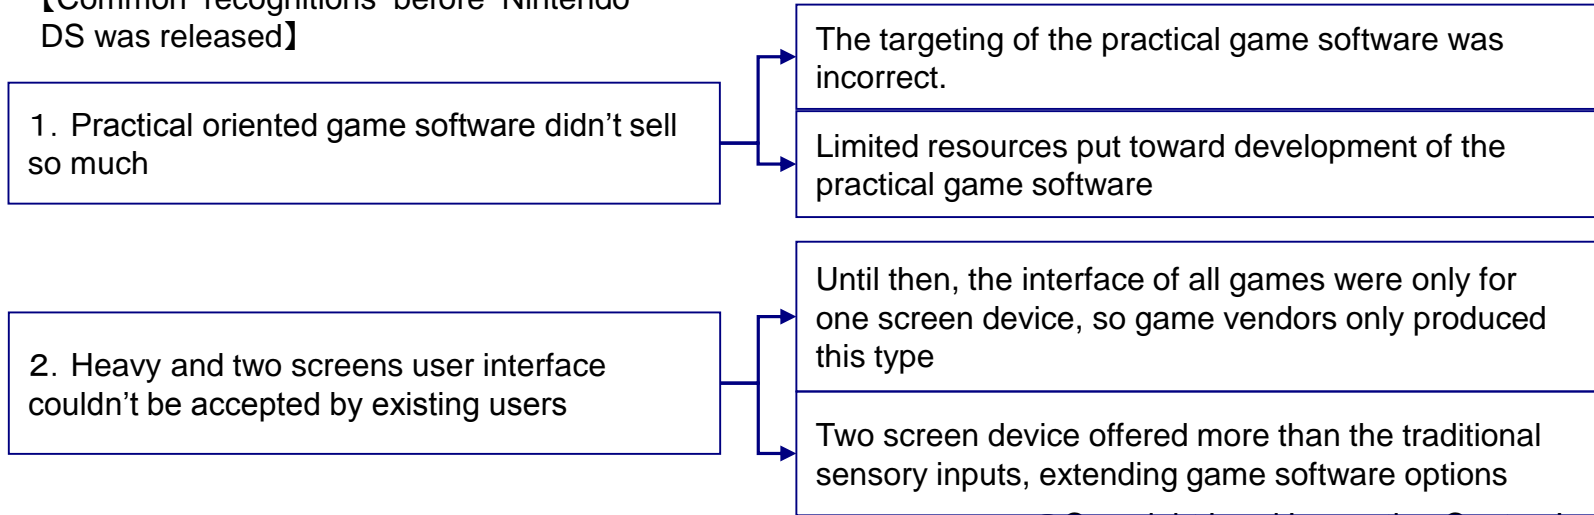 【Common recognitions before Nintendo
DS was released】
1. Practical oriented game software didn't sell
so much
The targeting of the practical game software was
incorrect.
Limited resources put toward development of the
practical game software
2. Heavy and two screens user interface
couldn't be accepted by existing users
Until then, the interface of all games were only for
one screen device, so game vendors only produced
this type
Two screen device offered more than the traditional
sensory inputs, extending game software options